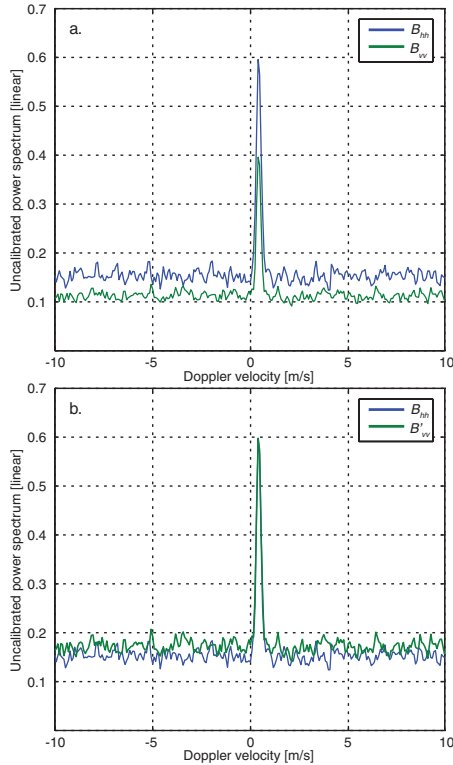 0.7
a.
B_hh
B_vv
0.6
0.5
0.4
0.3
0.2
0.1
Uncalibrated power spectrum [linear]
-10 -5 0 5 10
Doppler velocity [m/s]
0.7
b.
B_hh
B'_vv
0.6
0.5
0.4
0.3
0.2
0.1
Uncalibrated power spectrum [linear]
-10 -5 0 5 10
Doppler velocity [m/s]